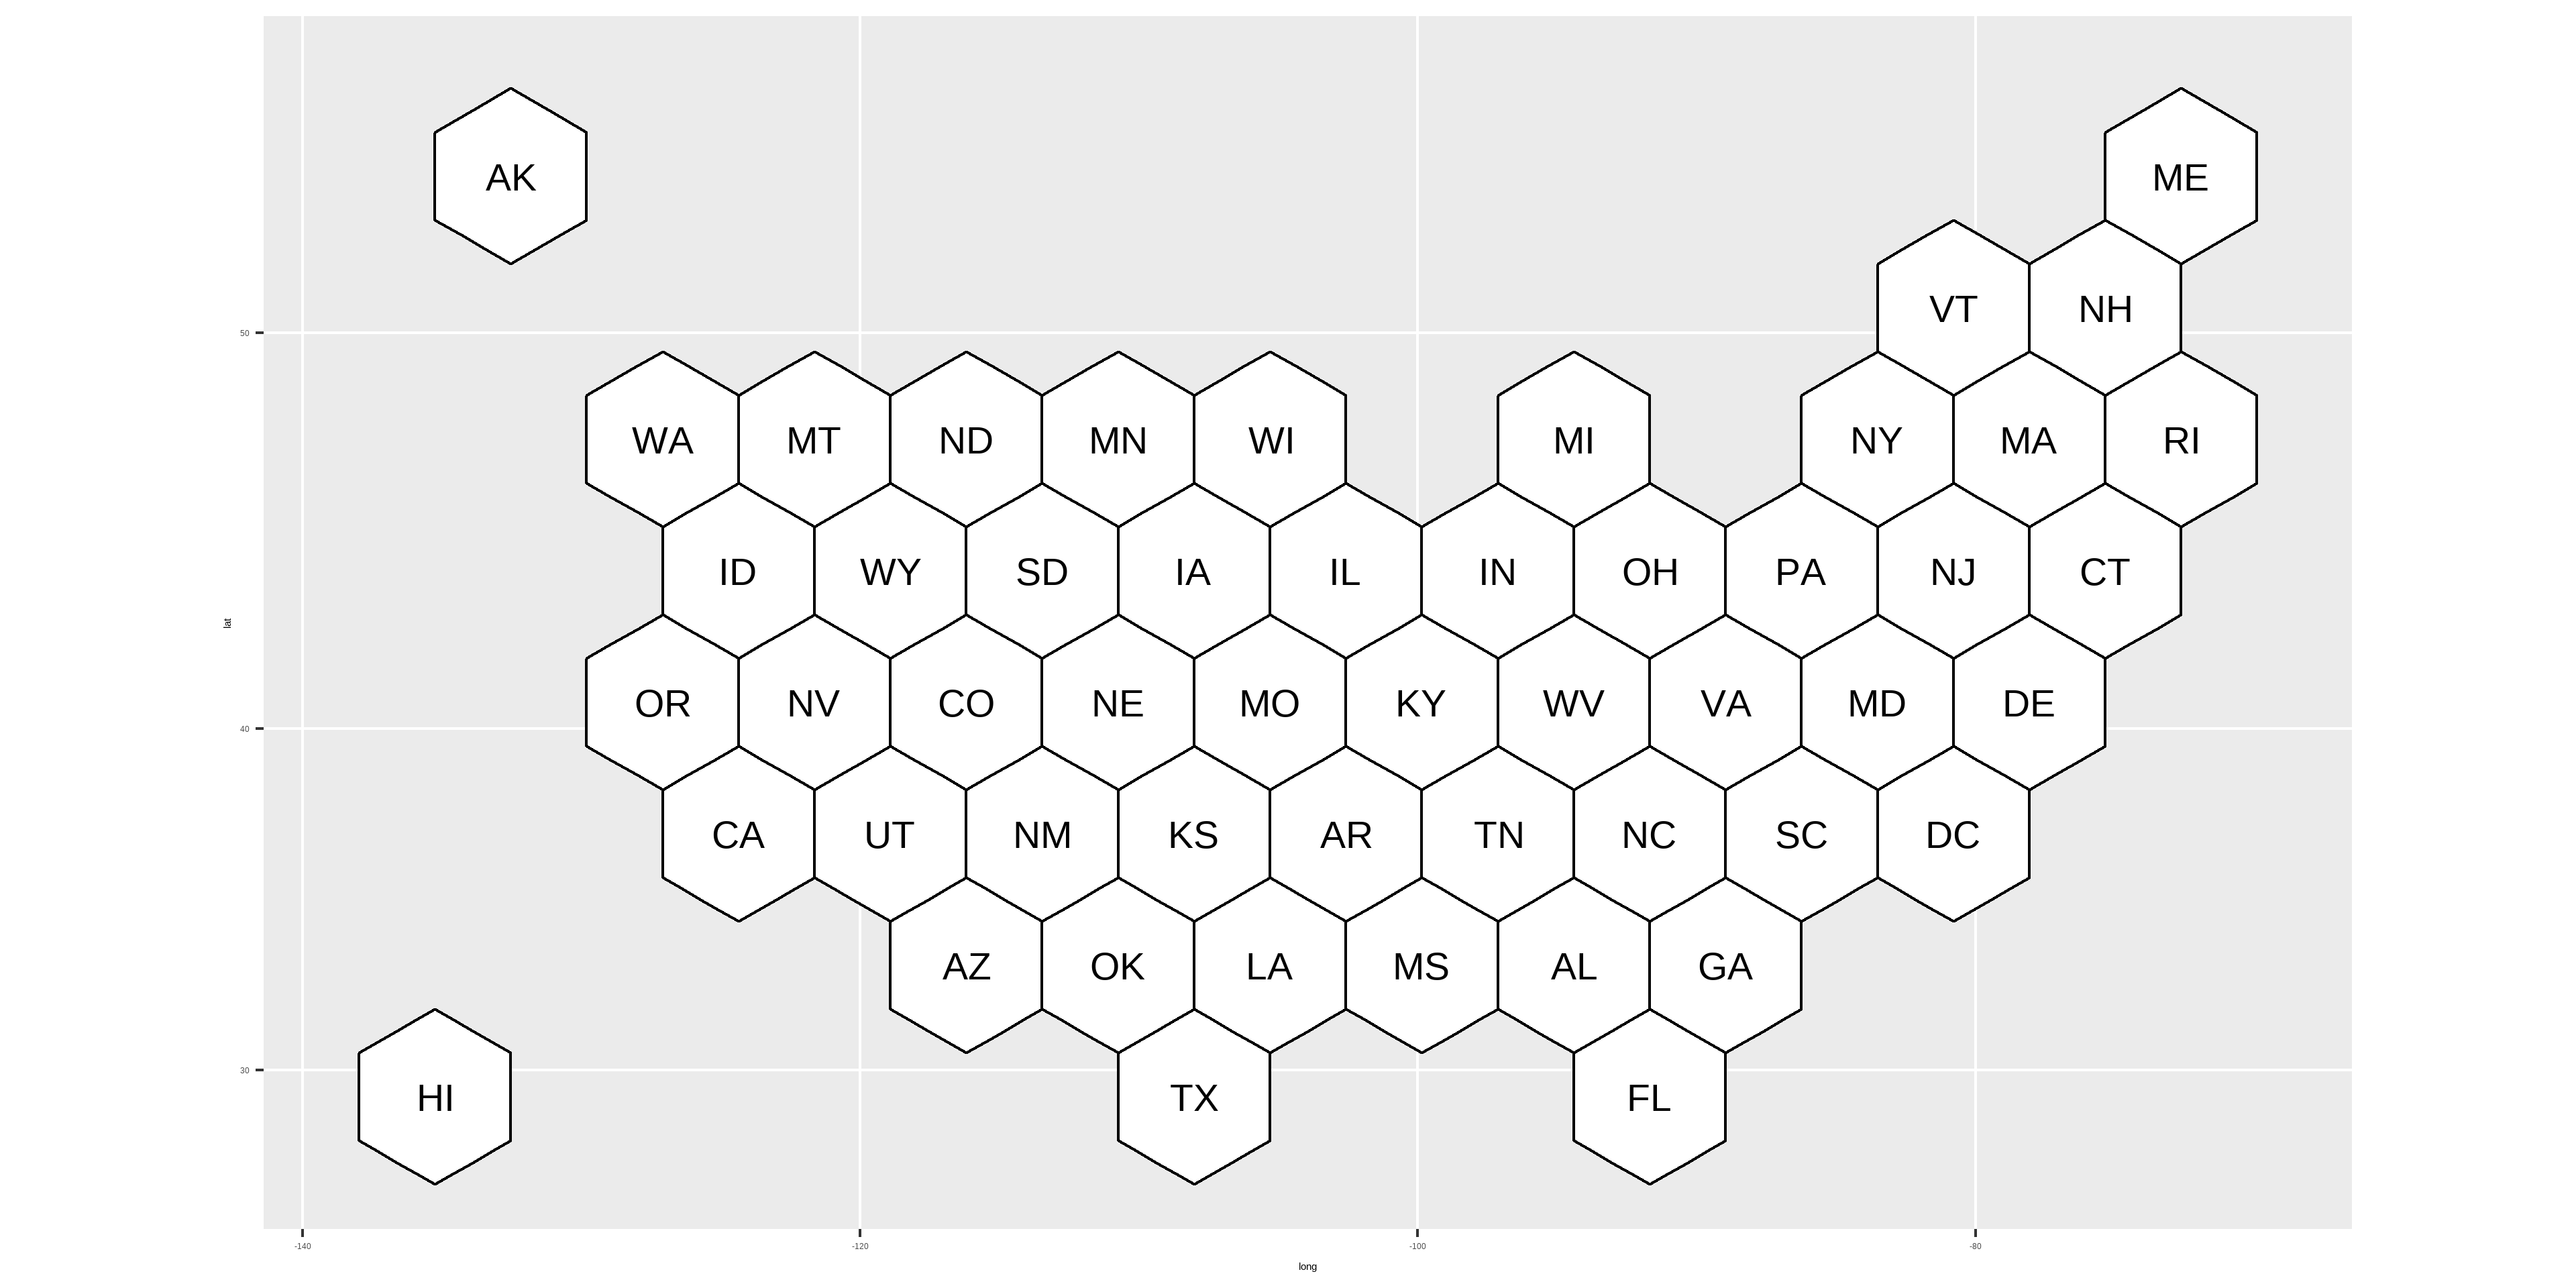 AK ME
VT NH
50
WA MT ND MN WI MI NY MA RI
ID WY SD IA IL IN OH PA NJ CT
lat
OR NV CO NE MO KY WV VA MD DE
40
CA UT NM KS AR TN NC SC DC
AZ OK LA MS AL GA
30
HI TX FL
-140 -120 -100 -80
long